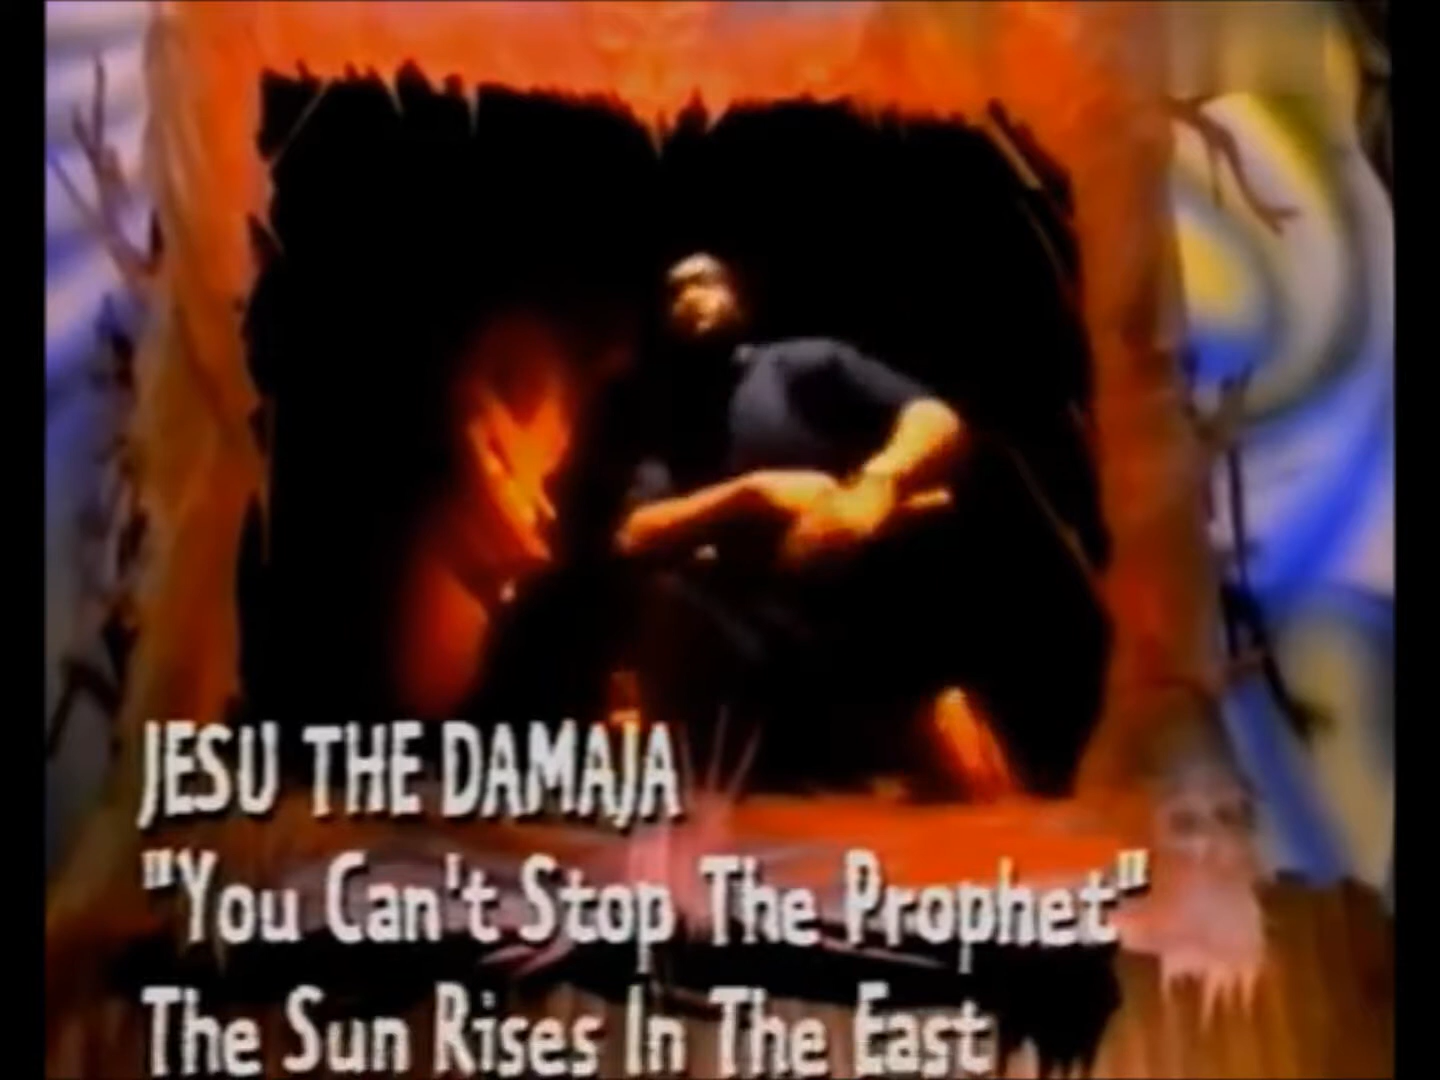 JESU THE DAMAJA
"You Can't Stop The Prophet"
The Sun Rises In The East